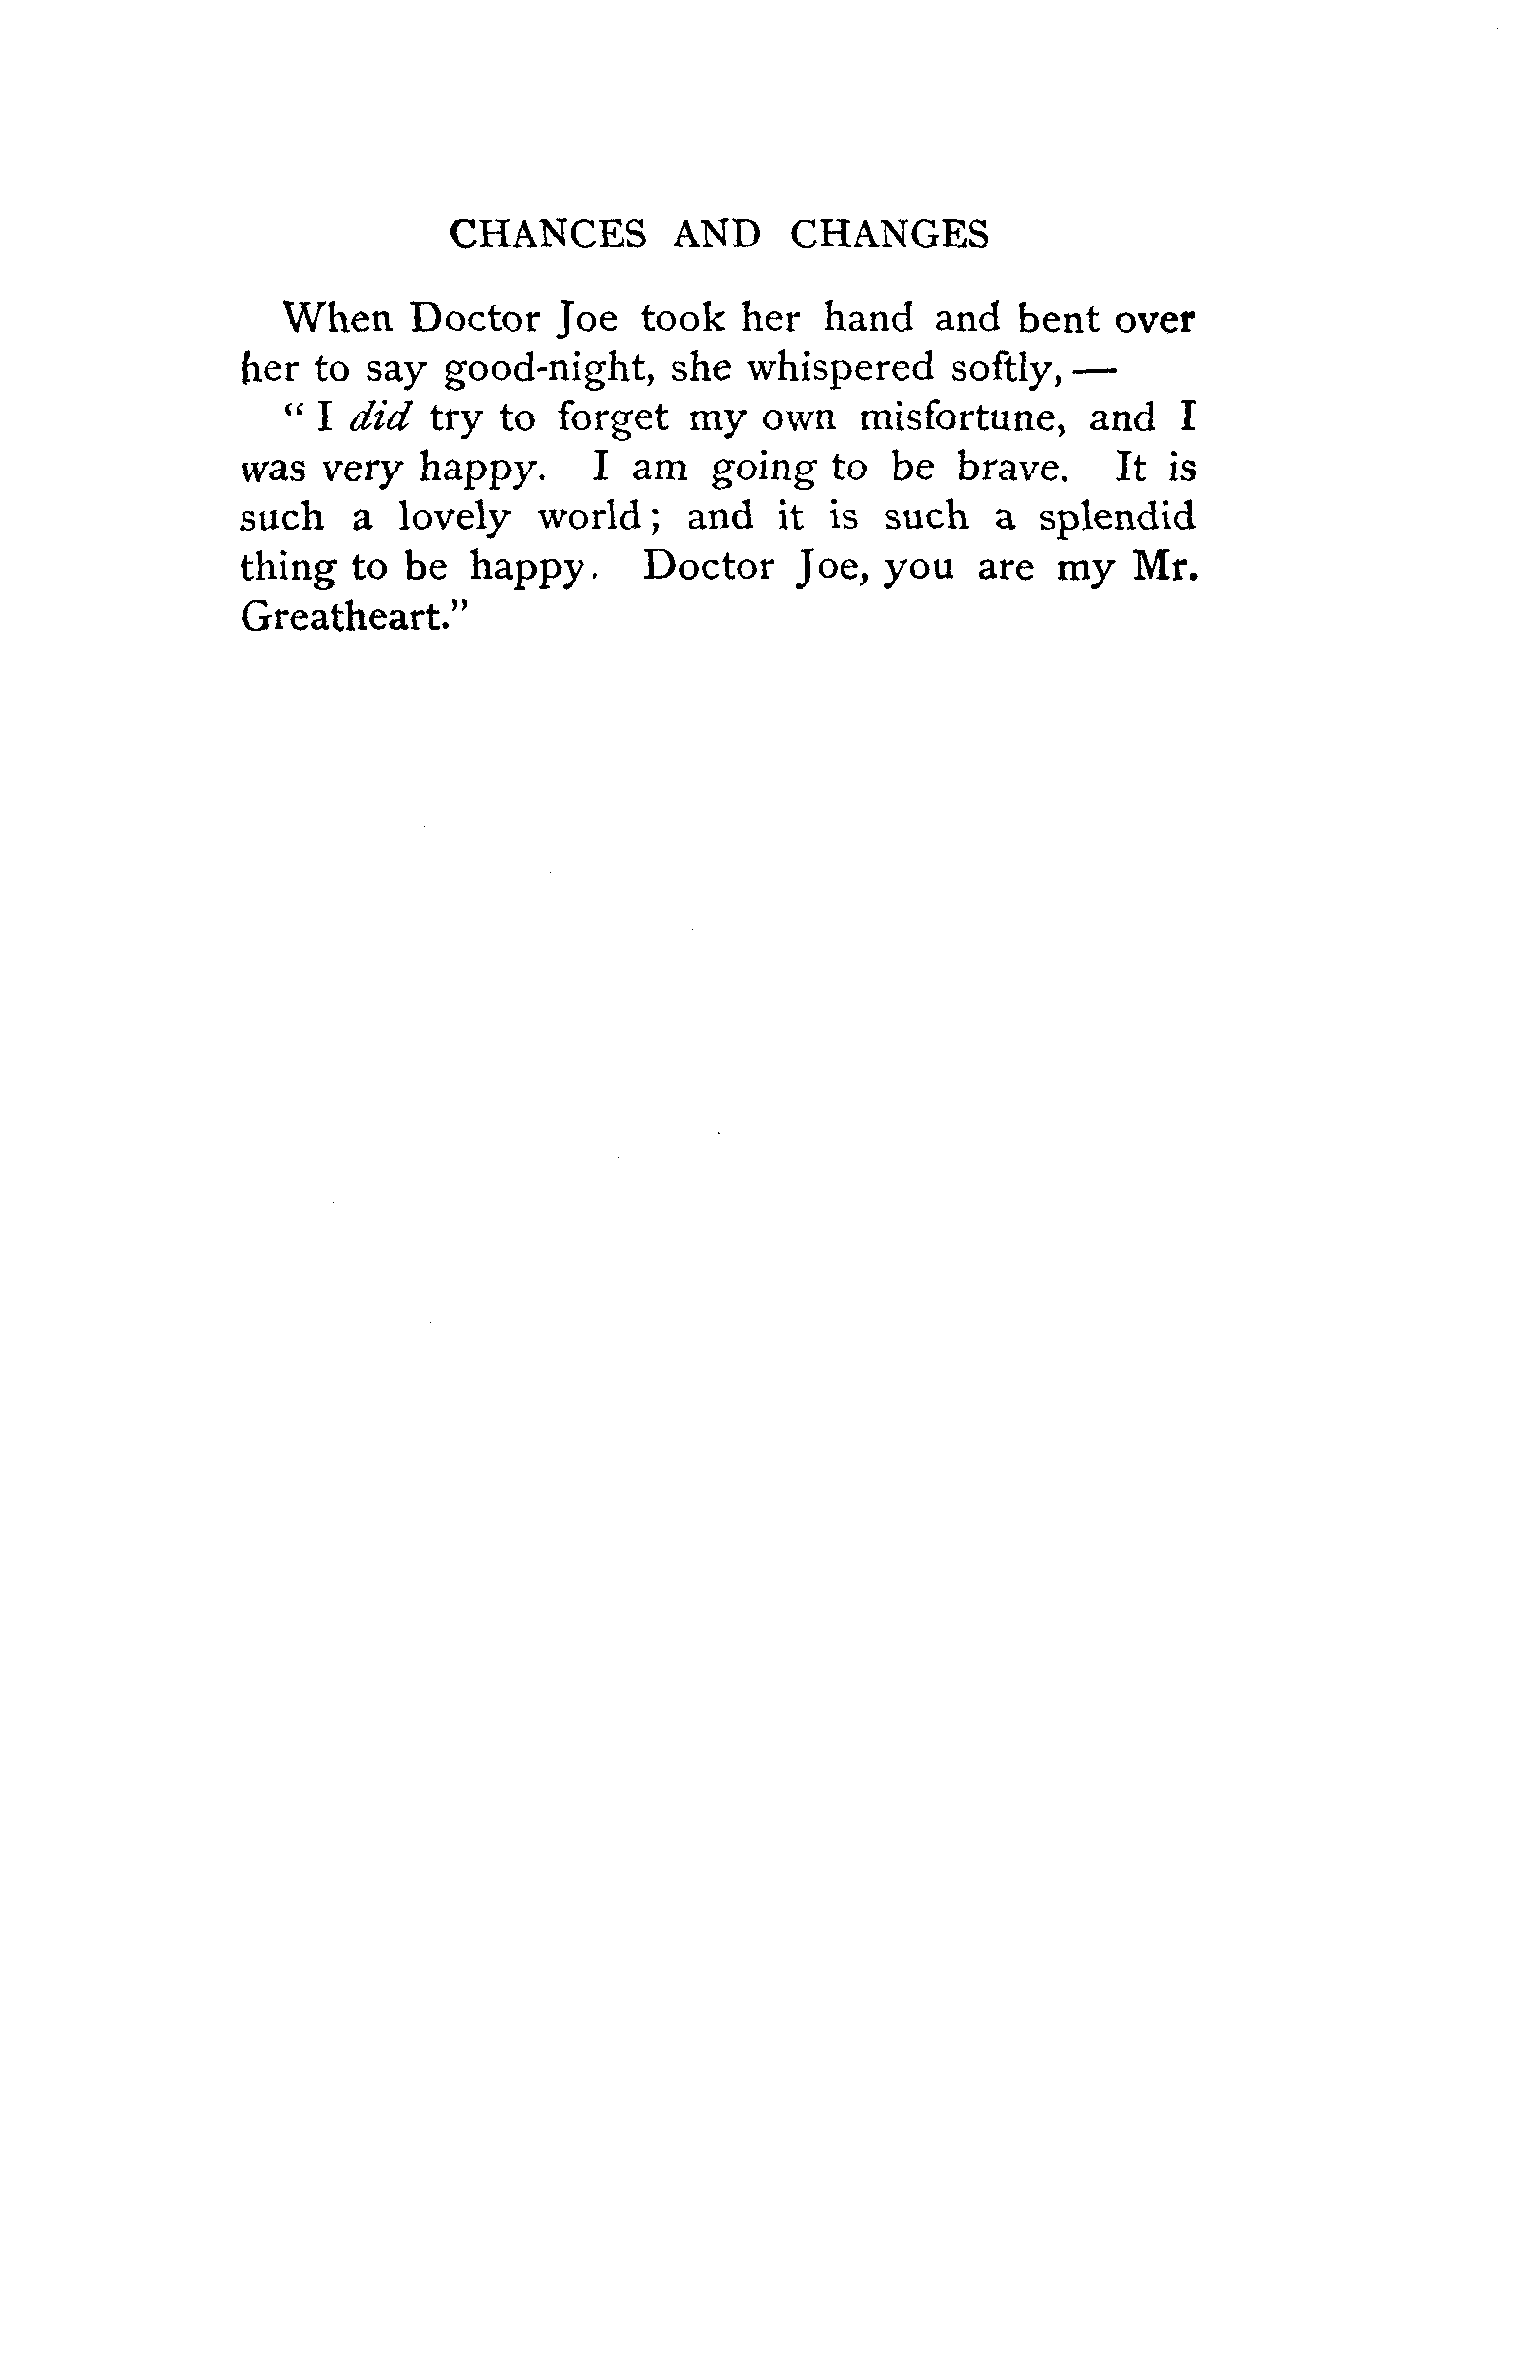 CHANCES AND CHANGES
When Doctor Joe took her hand and bent over
her to say good-night, she whispered softly, —
“ I did try to forget my own misfortune, and I
was very happy. I am going to be brave. It is
such a lovely world; and it is such a splendid
thing to be happy. Doctor Joe, you are my Mr.
Greatheart.”